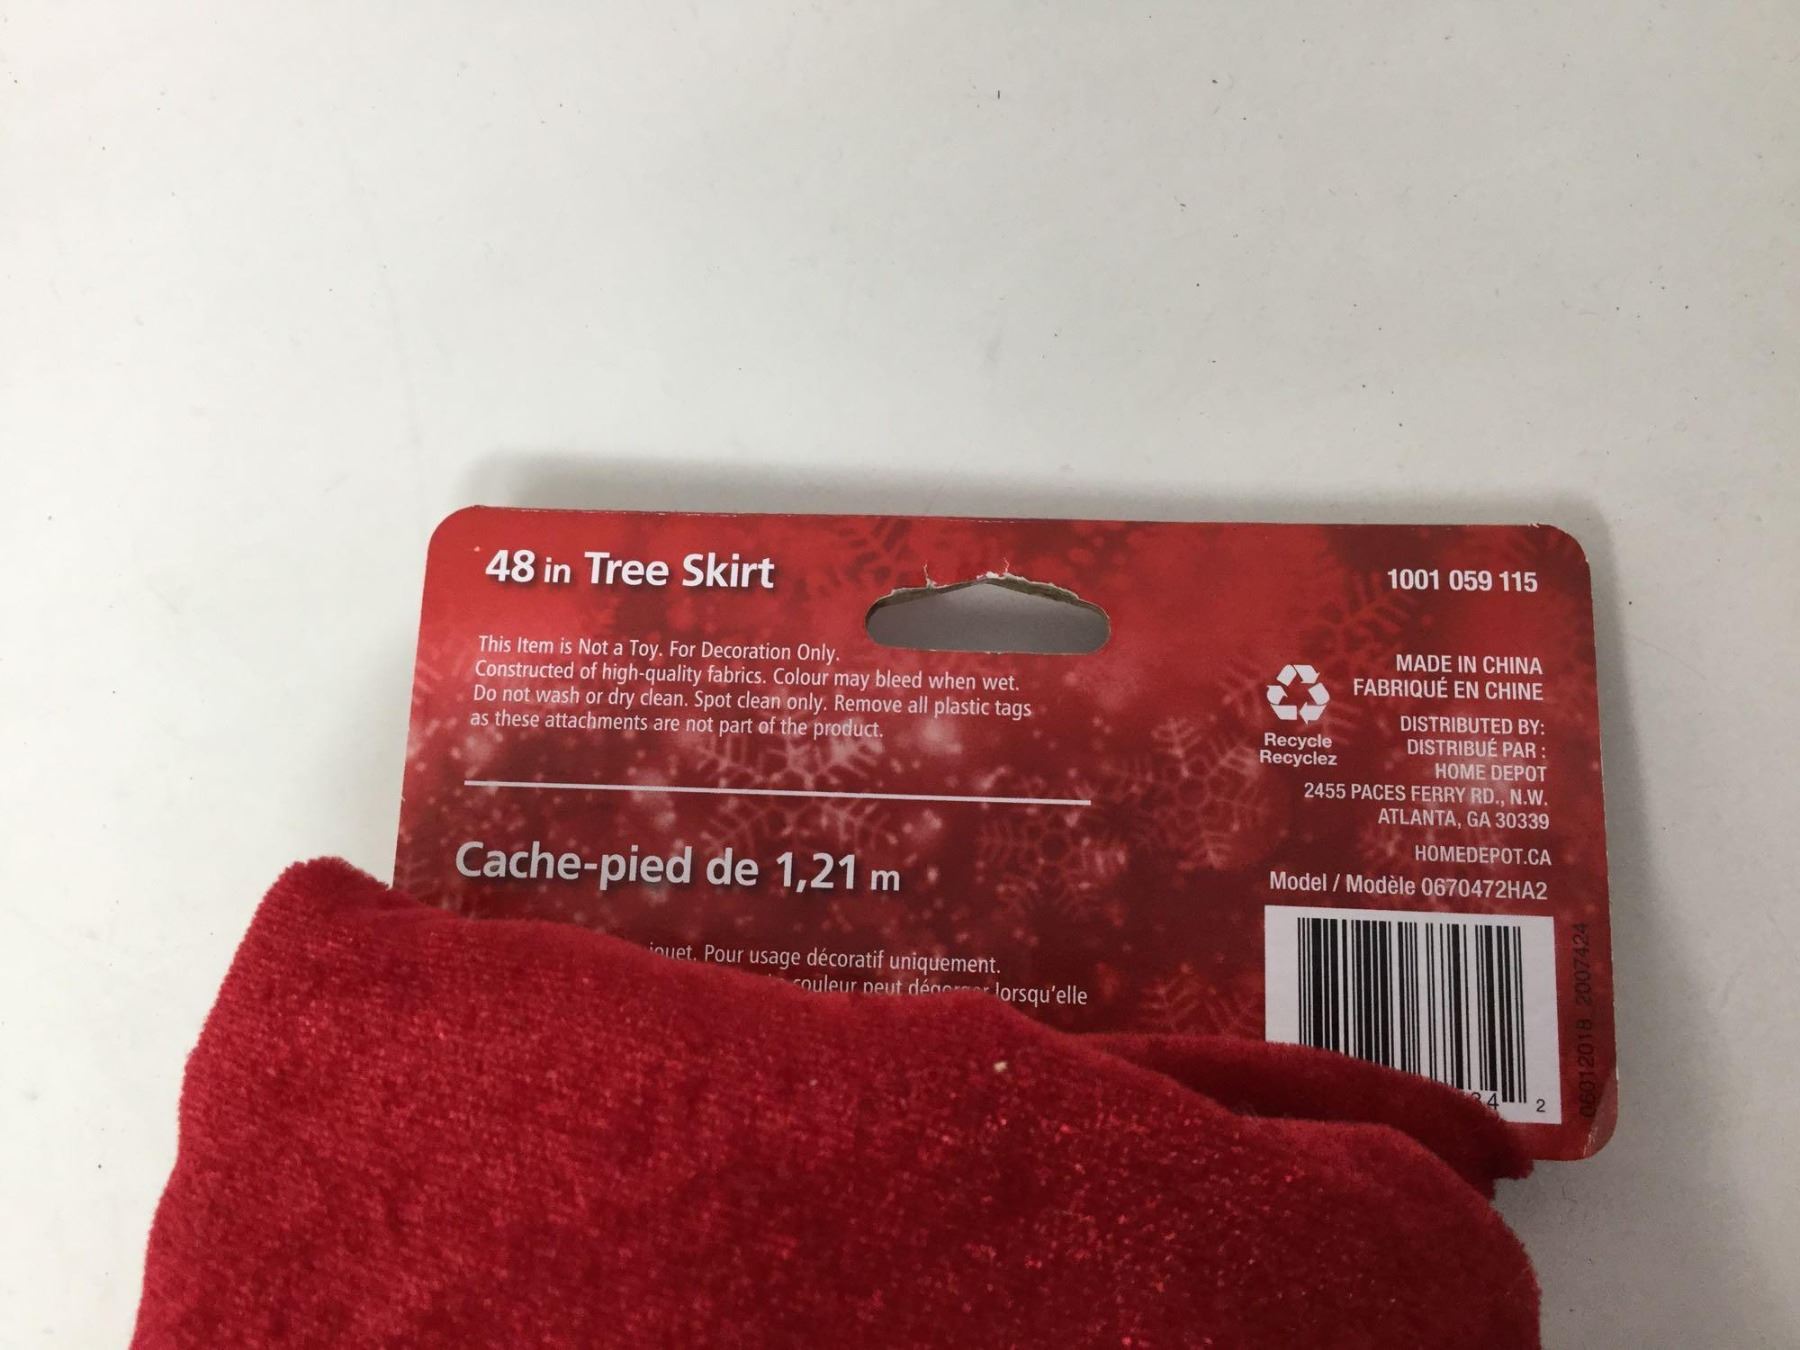 48 in Tree Skirt
This Item is Not a Toy. For Decoration Only.
Constructed of high-quality fabrics. Colour may bleed when wet.
Do not wash or dry clean. Spot clean only. Remove all plastic tags
as these attachments are not part of the product.
Cache-pied de 1,21 m
jouet. Pour usage décoratif uniquement.
couleur peut dégorger lorsqu'elle
1001 059 115
MADE IN CHINA
FABRIQUÉ EN CHINE
Recycle
Recyclez
DISTRIBUTED BY:
DISTRIBUÉ PAR :
HOME DEPOT
2455 PACES FERRY RD., N.W.
ATLANTA, GA 30339
HOMEDEPOT.CA
Model / Modèle 0670472HA2
34 2
06012018 2007424